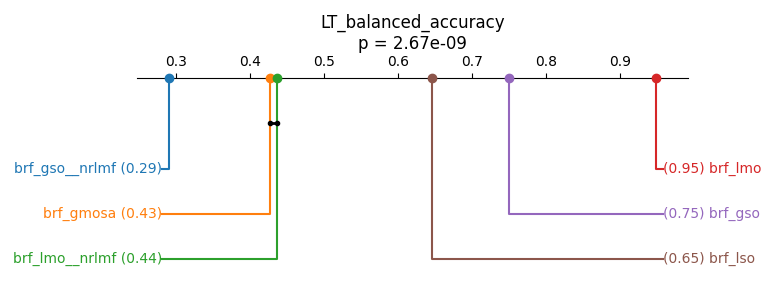 LT_balanced_accuracy
p = 2.67e-09
0.3 0.4 0.5 0.6 0.7 0.8 0.9
brf_gso__nrlmf (0.29) (0.95) brf_lmo
brf_gmosa (0.43) (0.75) brf_gso
brf_lmo__nrlmf (0.44) (0.65) brf_lso